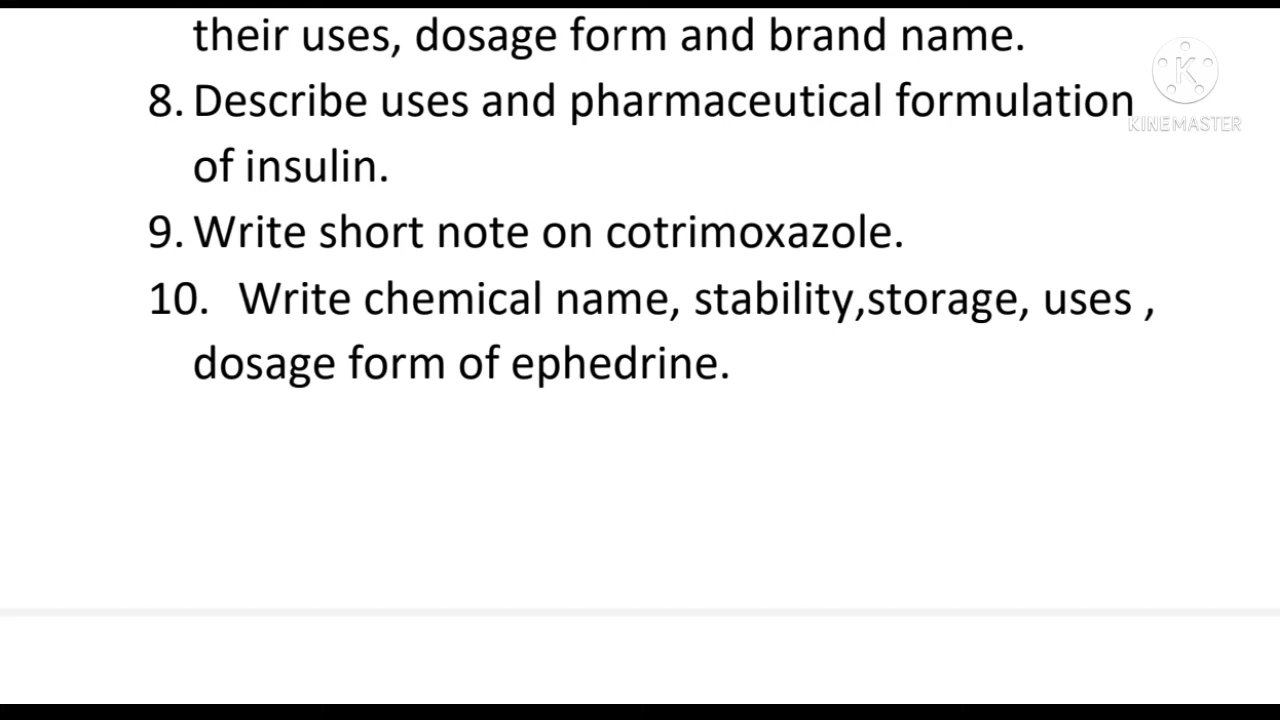 their uses, dosage form and brand name.
8. Describe uses and pharmaceutical formulation
of insulin.
9. Write short note on cotrimoxazole.
10. Write chemical name, stability,storage, uses ,
dosage form of ephedrine.
K
KINEMASTER